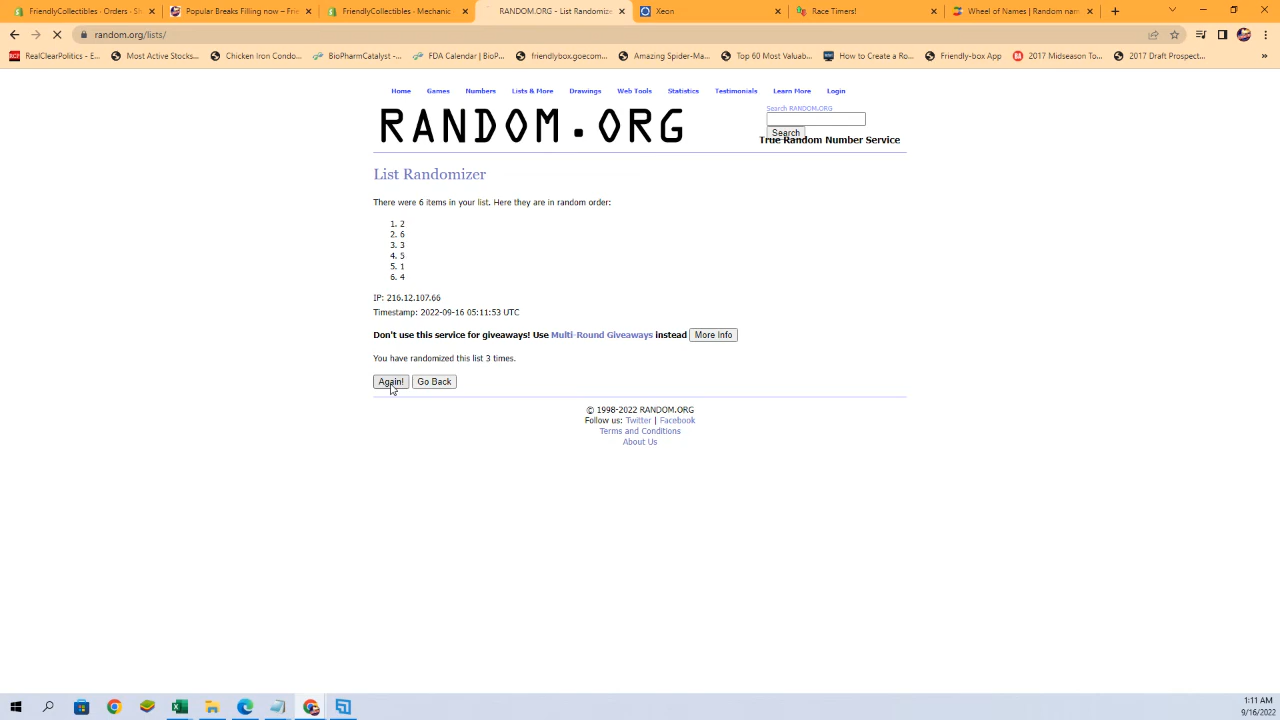 FriendlyCollectibles · Orders · Sh
Popular Breaks Filling now – Frie
FriendlyCollectibles
RANDOM.ORG - List Randomize
Xeon
Race Timers!
Wheel of Names | Random nam
random.org/lists/
RealClearPolitics - E...
Most Active Stocks...
Chicken Iron Condo...
BioPharmCatalyst -...
FDA Calendar | BioP...
friendlybox.goecom...
Amazing Spider-Ma...
Top 60 Most Valuab...
How to Create a Ro...
Friendly-box App
2017 Midseason To...
2017 Draft Prospect...
»
Home Games Numbers Lists & More Drawings Web Tools Statistics Testimonials Learn More Login
RANDOM.ORG
Search RANDOM.ORG
Search
True Random Number Service
List Randomizer
There were 6 items in your list. Here they are in random order:
1. 2
2. 6
3. 3
4. 5
5. 1
6. 4
IP: 216.12.107.66
Timestamp: 2022-09-16 05:11:53 UTC
Don't use this service for giveaways! Use Multi-Round Giveaways instead More Info
You have randomized this list 3 times.
Again! Go Back
© 1998-2022 RANDOM.ORG
Follow us: Twitter | Facebook
Terms and Conditions
About Us
1:11 AM
9/16/2022